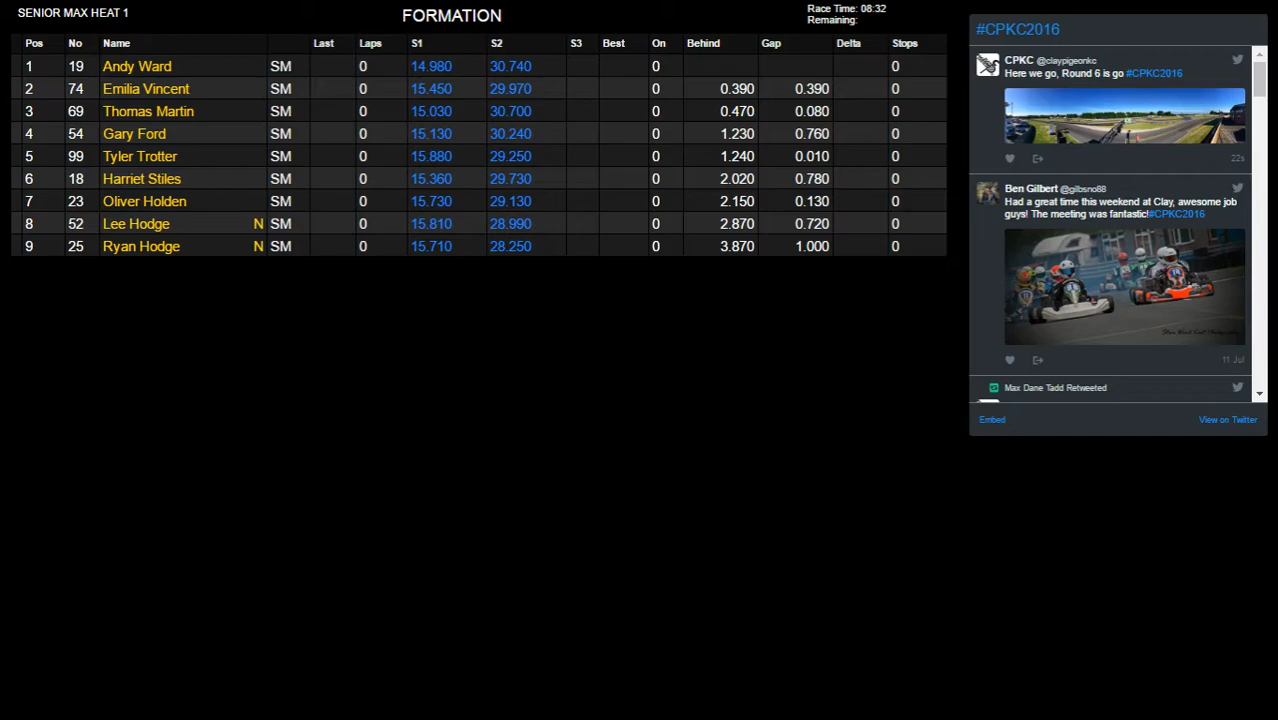 SENIOR MAX HEAT 1
FORMATION
Race Time: 08:32
Remaining:
Pos No Name Last Laps S1 S2 S3 Best On Behind Gap Delta Stops
1 19 Andy Ward SM 0 14.980 30.740 0 0
2 74 Emilia Vincent SM 0 15.450 29.970 0 0.390 0.390 0
3 69 Thomas Martin SM 0 15.030 30.700 0 0.470 0.080 0
4 54 Gary Ford SM 0 15.130 30.240 0 1.230 0.760 0
5 99 Tyler Trotter SM 0 15.880 29.250 0 1.240 0.010 0
6 18 Harriet Stiles SM 0 15.360 29.730 0 2.020 0.780 0
7 23 Oliver Holden SM 0 15.730 29.130 0 2.150 0.130 0
8 52 Lee Hodge N SM 0 15.810 28.990 0 2.870 0.720 0
9 25 Ryan Hodge N SM 0 15.710 28.250 0 3.870 1.000 0
#CPKC2016
CPKC @claypigeonkc
Here we go, Round 6 is go #CPKC2016
22s
Ben Gilbert @gilbsno88
Had a great time this weekend at Clay, awesome job
guys! The meeting was fantastic!#CPKC2016
11 Jul
Max Dane Tadd Retweeted
Embed
View on Twitter